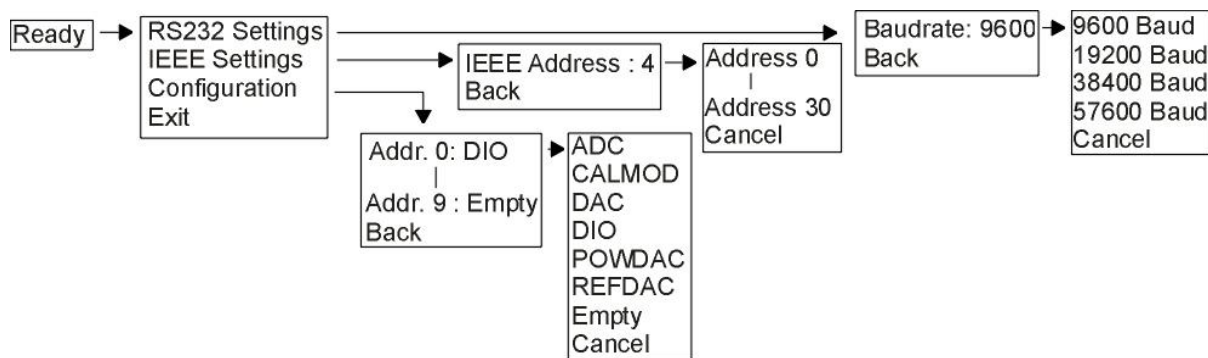 Ready
RS232 Settings
IEEE Settings
Configuration
Exit
IEEE Address : 4
Back
Address 0
Address 30
Cancel
Baudrate: 9600
Back
9600 Baud
19200 Baud
38400 Baud
57600 Baud
Cancel
Addr. 0: DIO
Addr. 9 : Empty
Back
ADC
CALMOD
DAC
DIO
POWDAC
REFDAC
Empty
Cancel